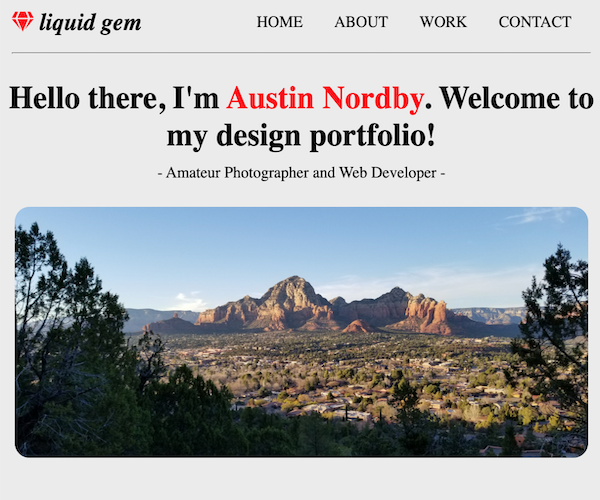 liquid gem HOME ABOUT WORK CONTACT
Hello there, I'm Austin Nordby. Welcome to
my design portfolio!
- Amateur Photographer and Web Developer -